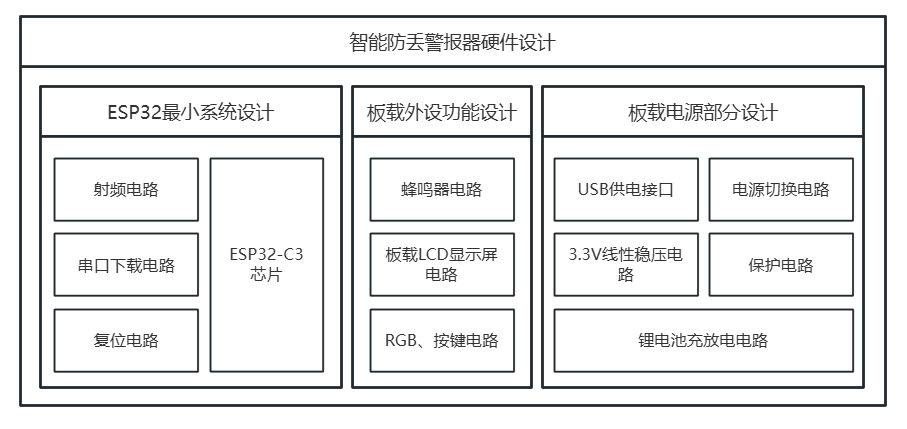 智能防丢警报器硬件设计
ESP32最小系统设计
射频电路
串口下载电路
复位电路
ESP32-C3
芯片
板载外设功能设计
蜂鸣器电路
板载LCD显示屏
电路
RGB、按键电路
板载电源部分设计
USB供电接口
电源切换电路
3.3V线性稳压电
路
保护电路
锂电池充放电电路